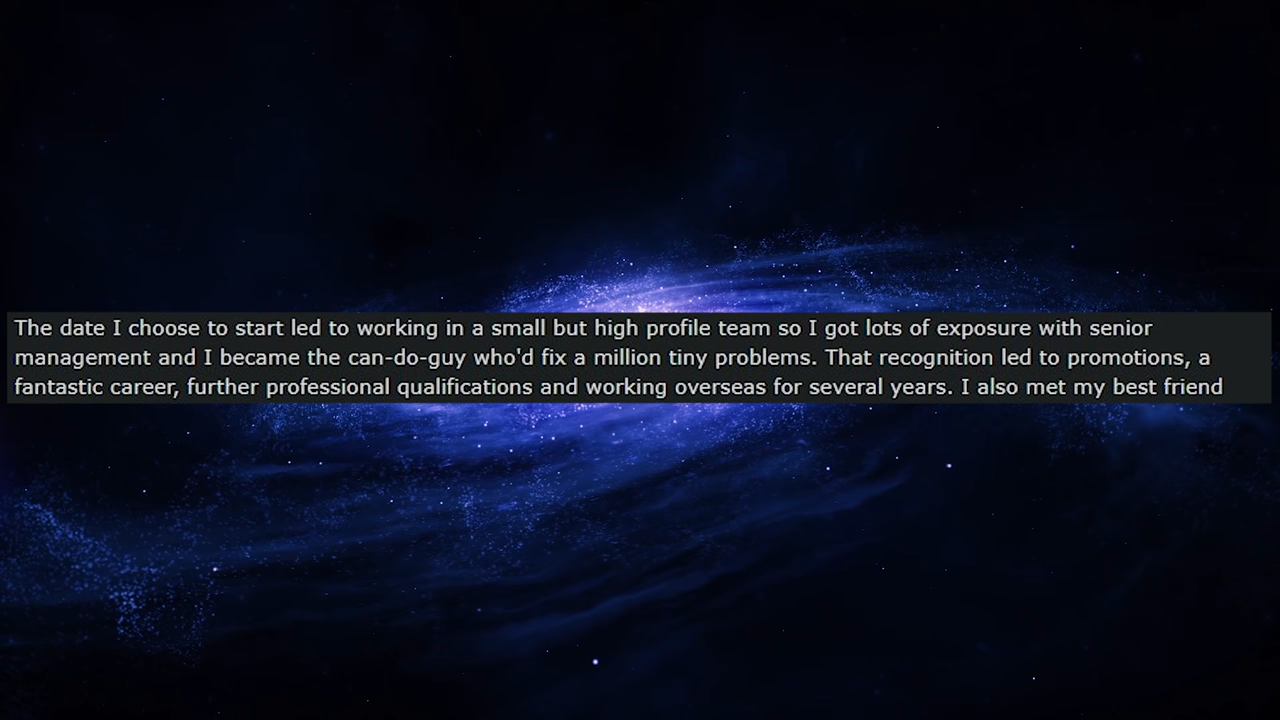 The date I choose to start led to working in a small but high profile team so I got lots of exposure with senior
management and I became the can-do-guy who'd fix a million tiny problems. That recognition led to promotions, a
fantastic career, further professional qualifications and working overseas for several years. I also met my best friend